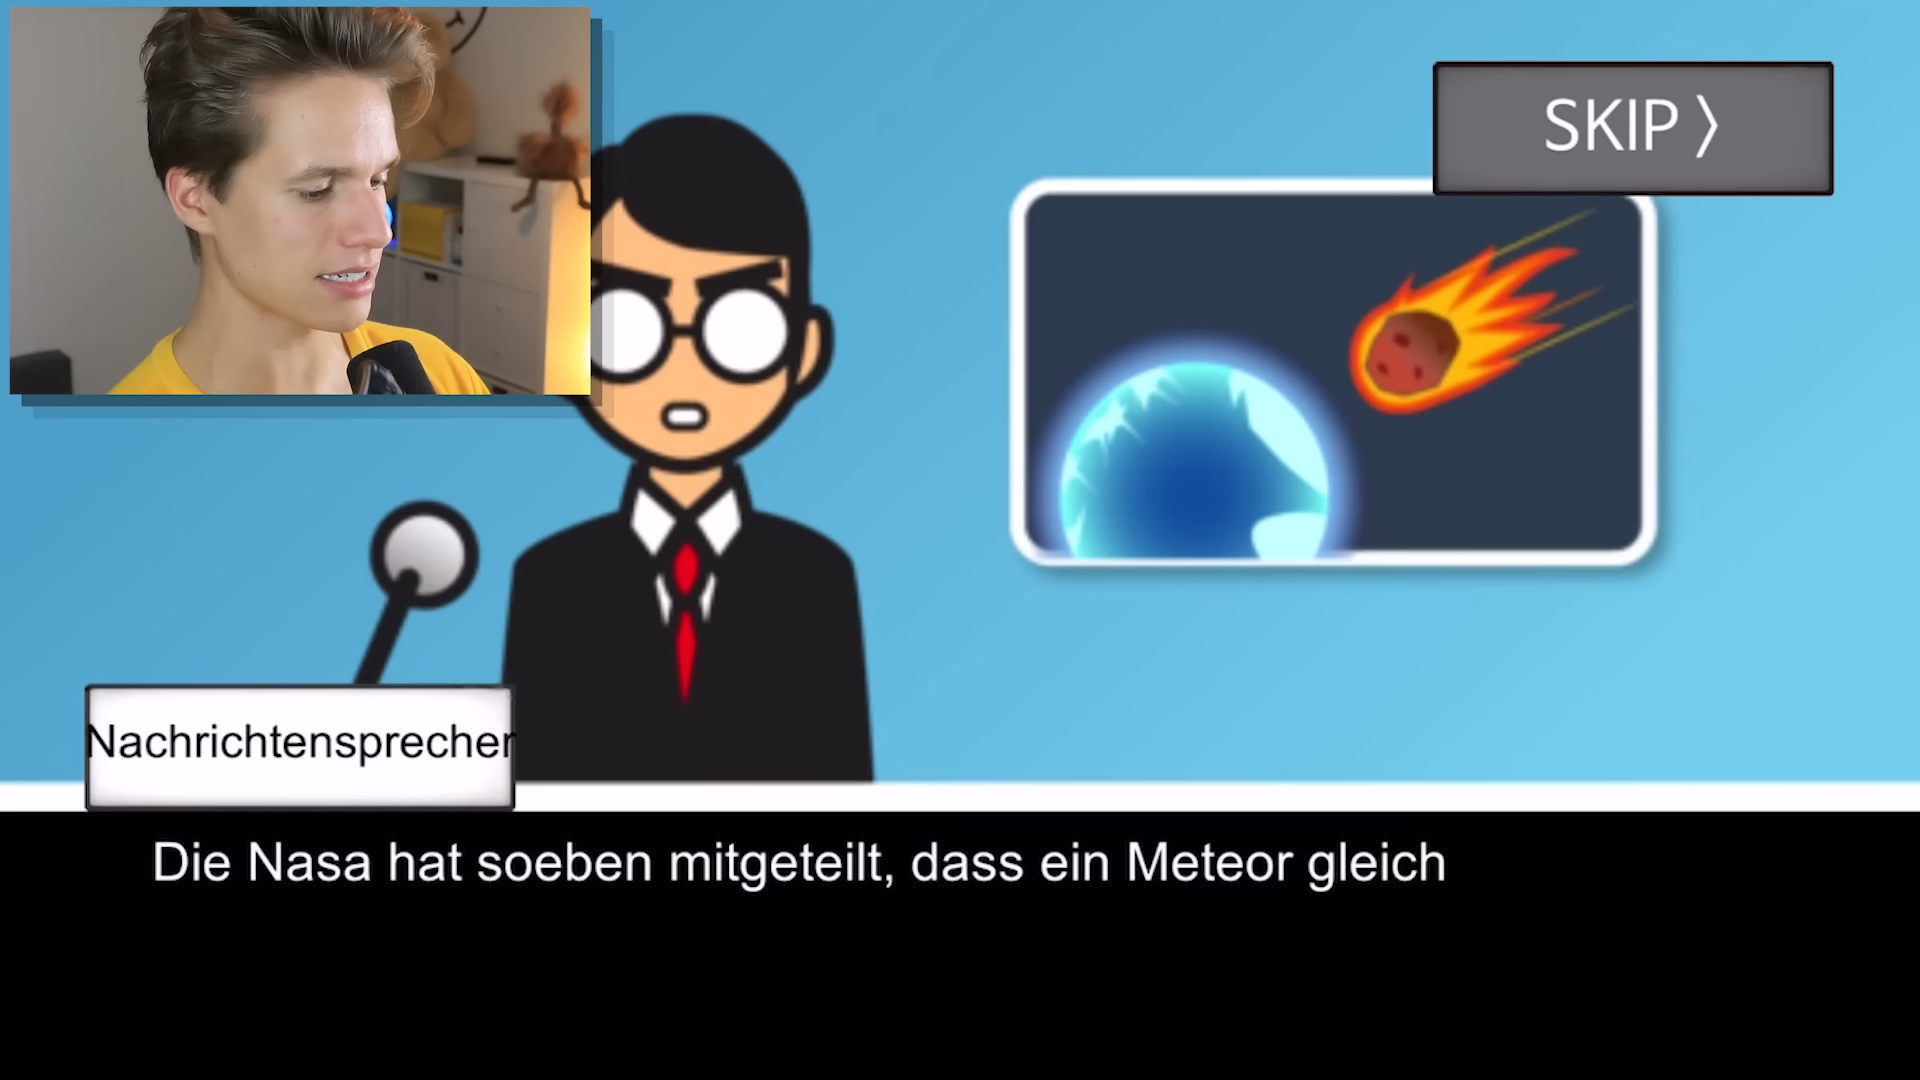 SKIP 〉
Nachrichtensprecher
Die Nasa hat soeben mitgeteilt, dass ein Meteor gleich